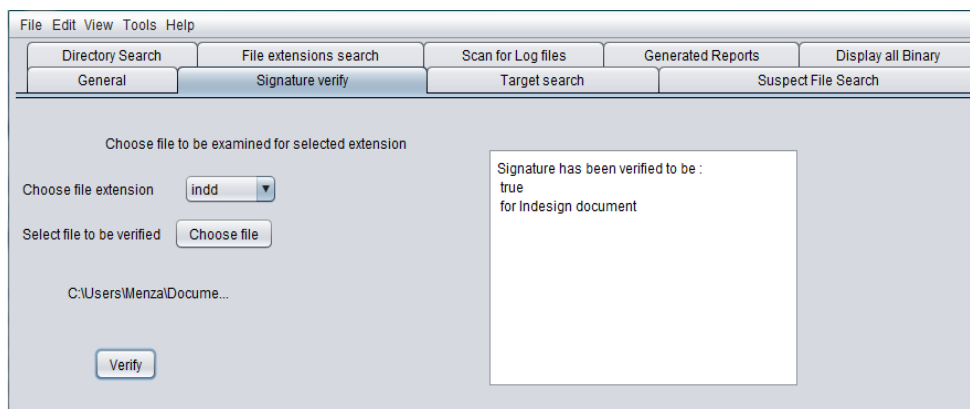 File Edit View Tools Help
Directory Search File extensions search Scan for Log files Generated Reports Display all Binary
General Signature verify Target search Suspect File Search
Choose file to be examined for selected extension
Choose file extension indd
Select file to be verified Choose file
C:\Users\Menza\Docume...
Verify
Signature has been verified to be :
true
for Indesign document